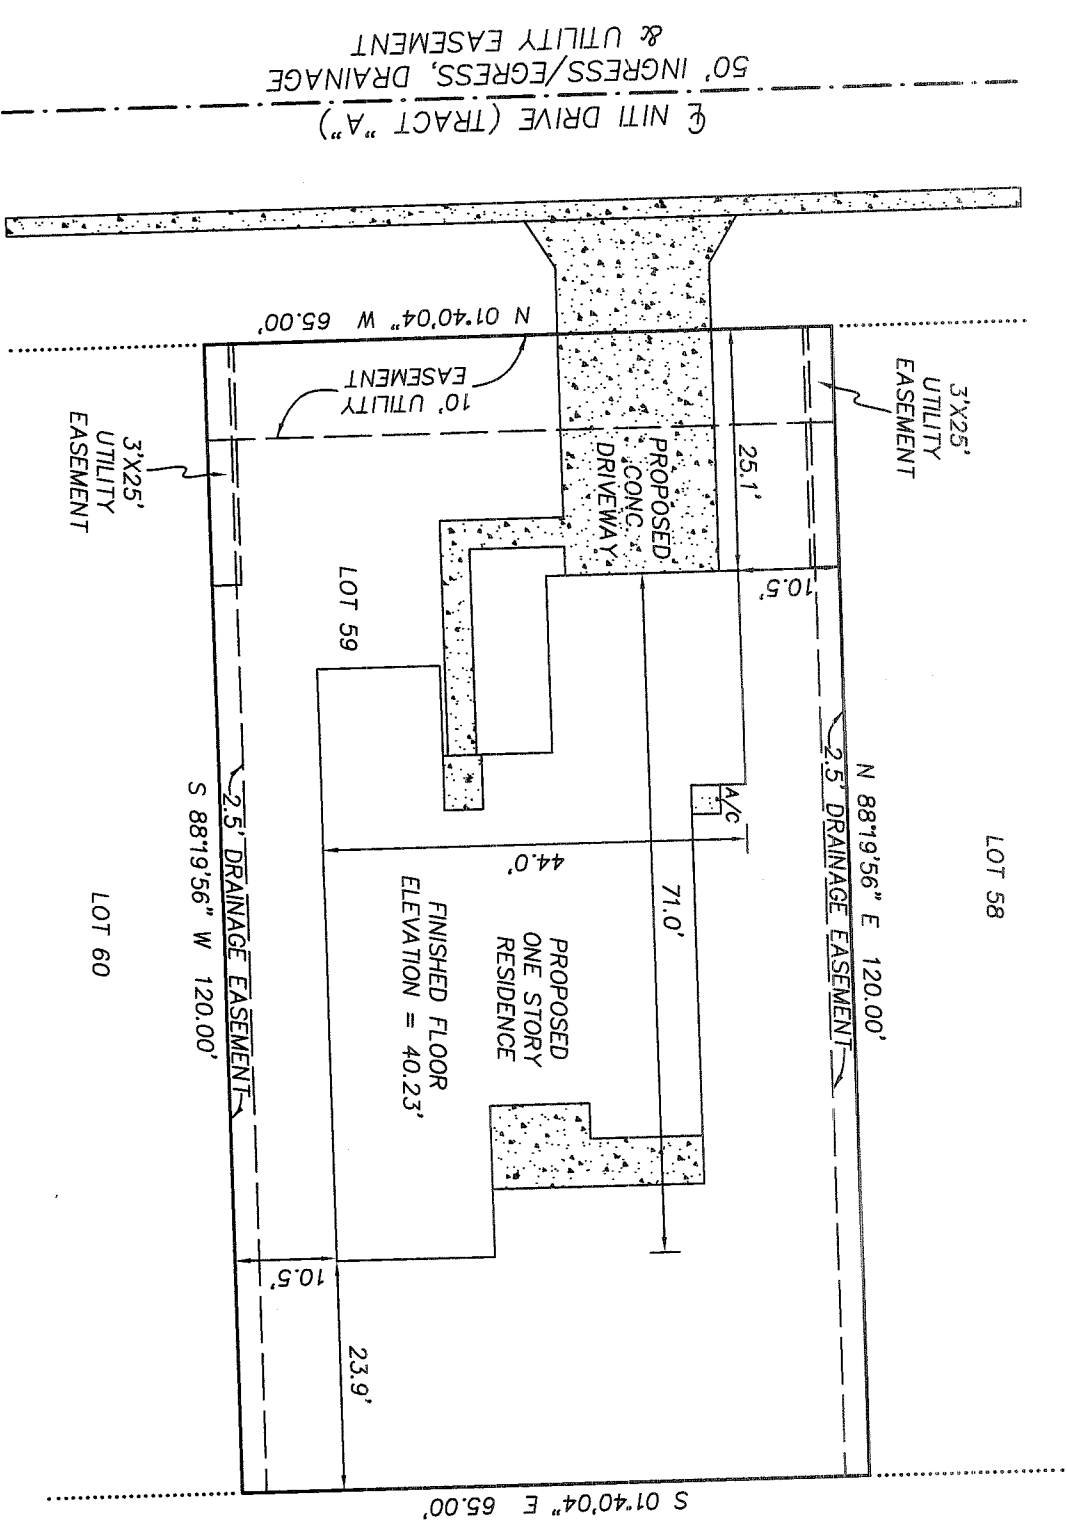 ℄ NITI DRIVE (TRACT "A")
50' INGRESS/EGRESS, DRAINAGE
& UTILITY EASEMENT
N 01°40'04" W 65.00'
10' UTILITY
EASEMENT
3'X25'
UTILITY
EASEMENT
3'X25'
UTILITY
EASEMENT
PROPOSED
CONC.
DRIVEWAY
25.1'
10.5'
LOT 59
LOT 58
N 88°19'56" E 120.00'
2.5' DRAINAGE EASEMENT
A/C
44.0'
71.0'
PROPOSED
ONE STORY
RESIDENCE
FINISHED FLOOR
ELEVATION = 40.23'
2.5' DRAINAGE EASEMENT
S 88°19'56" W 120.00'
LOT 60
10.5'
23.9'
S 01°40'04" E 65.00'